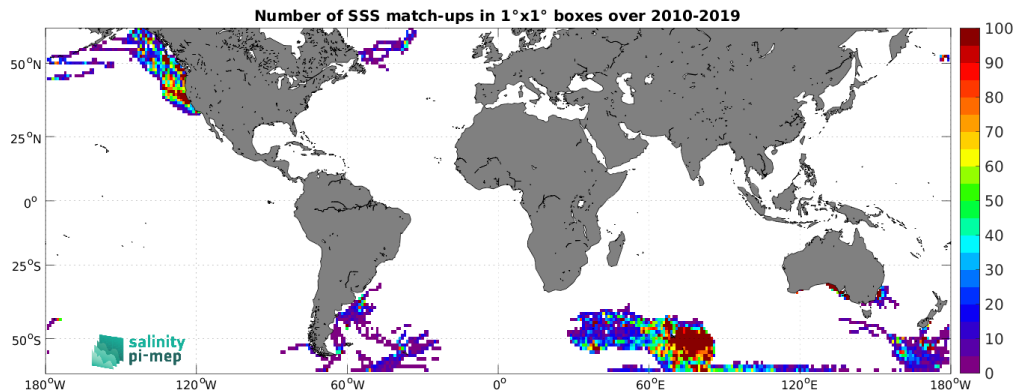 Number of SSS match-ups in 1°x1° boxes over 2010-2019
50°N
25°N
0°
25°S
50°S
180°W 120°W 60°W 0° 60°E 120°E 180°W
100
90
80
70
60
50
40
30
20
10
0
salinity
pi-mep